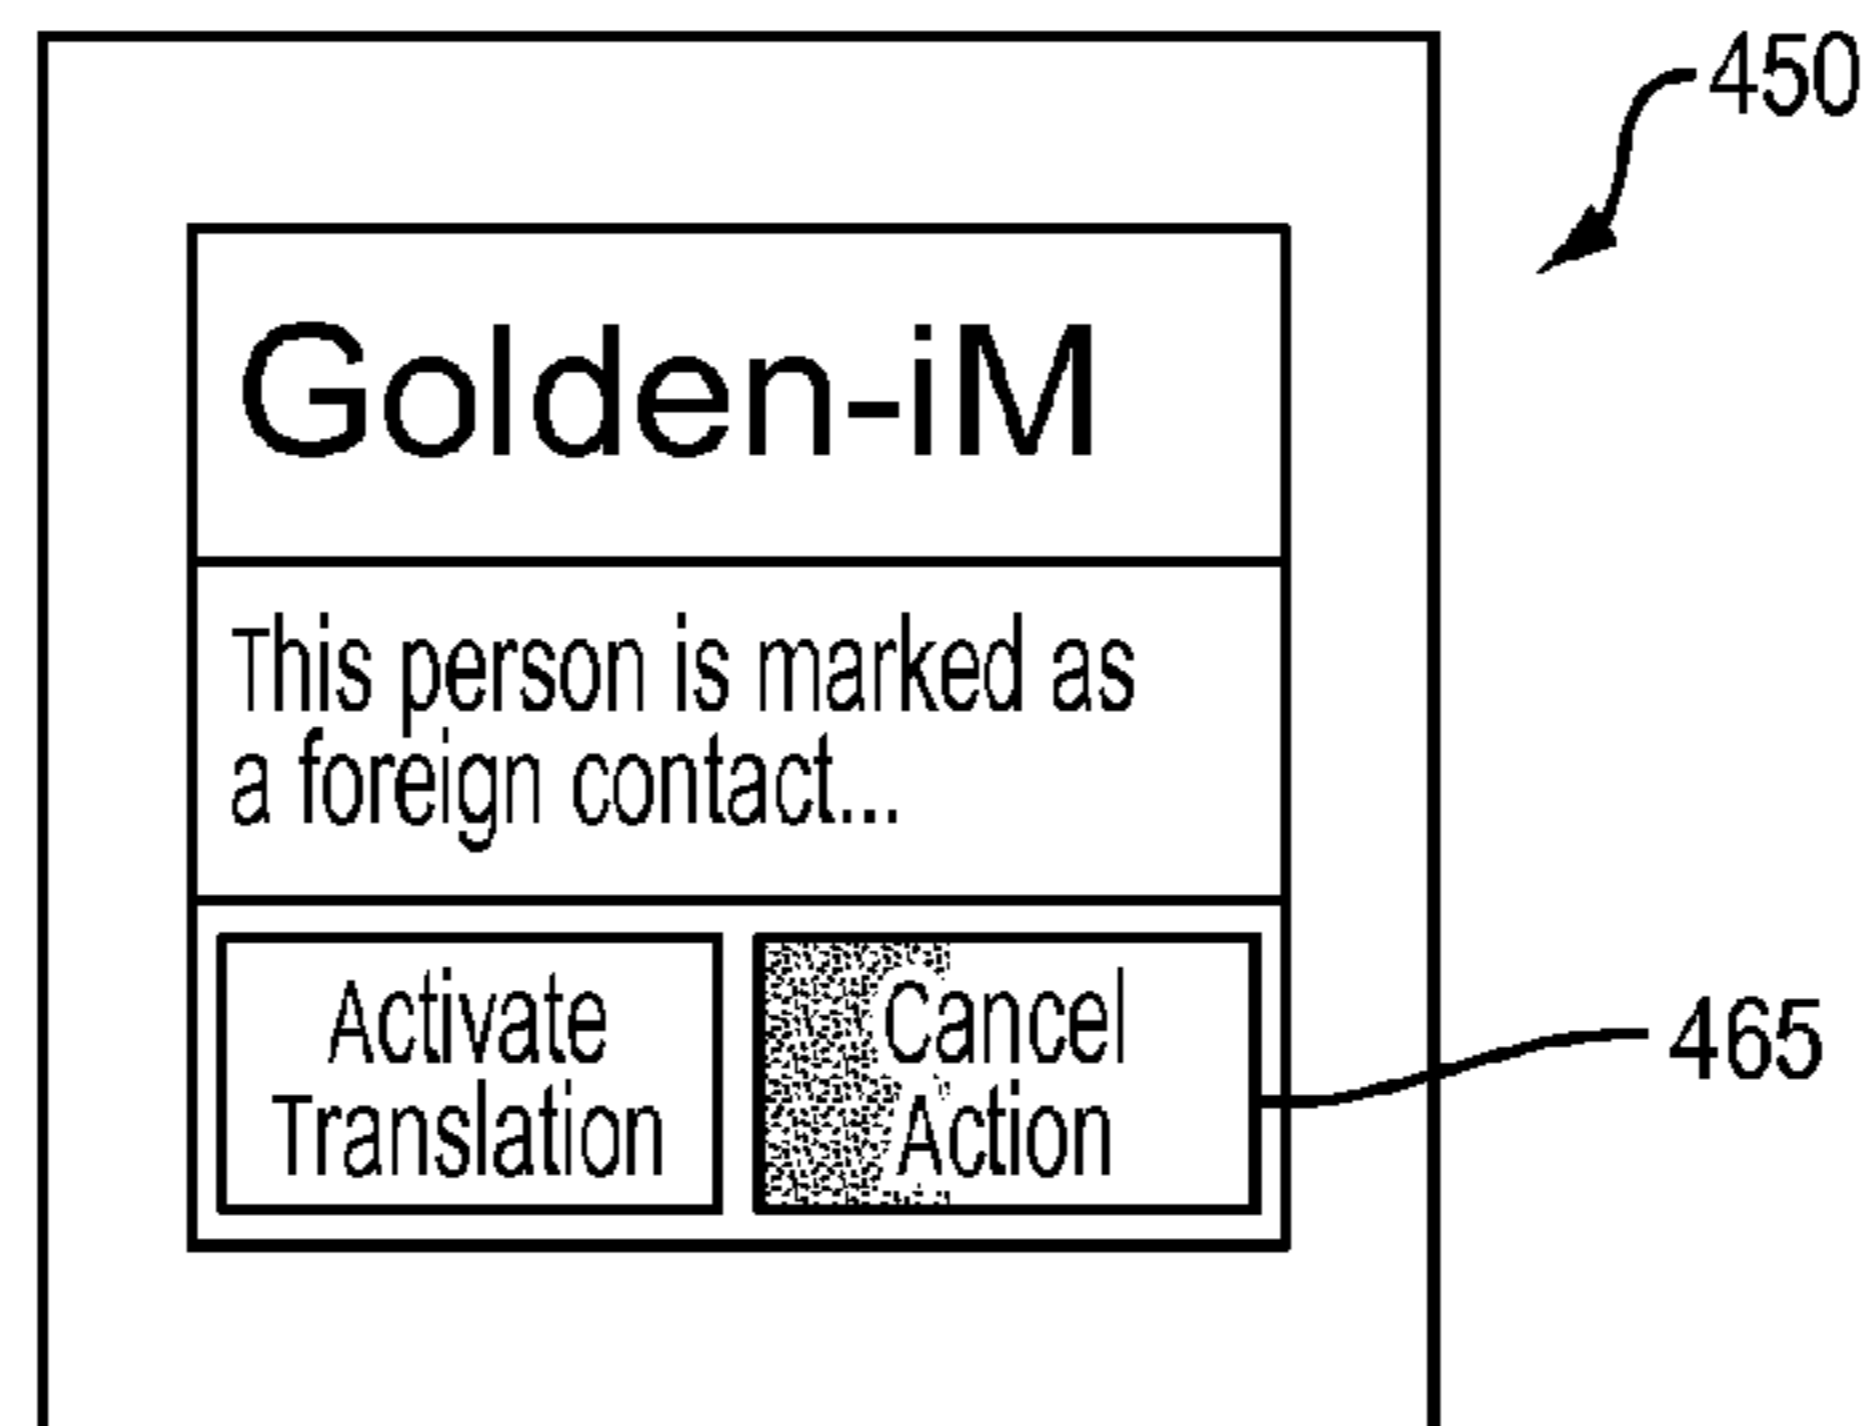 450
Golden-iM
This person is marked as
a foreign contact...
Activate
Translation
Cancel
Action
465